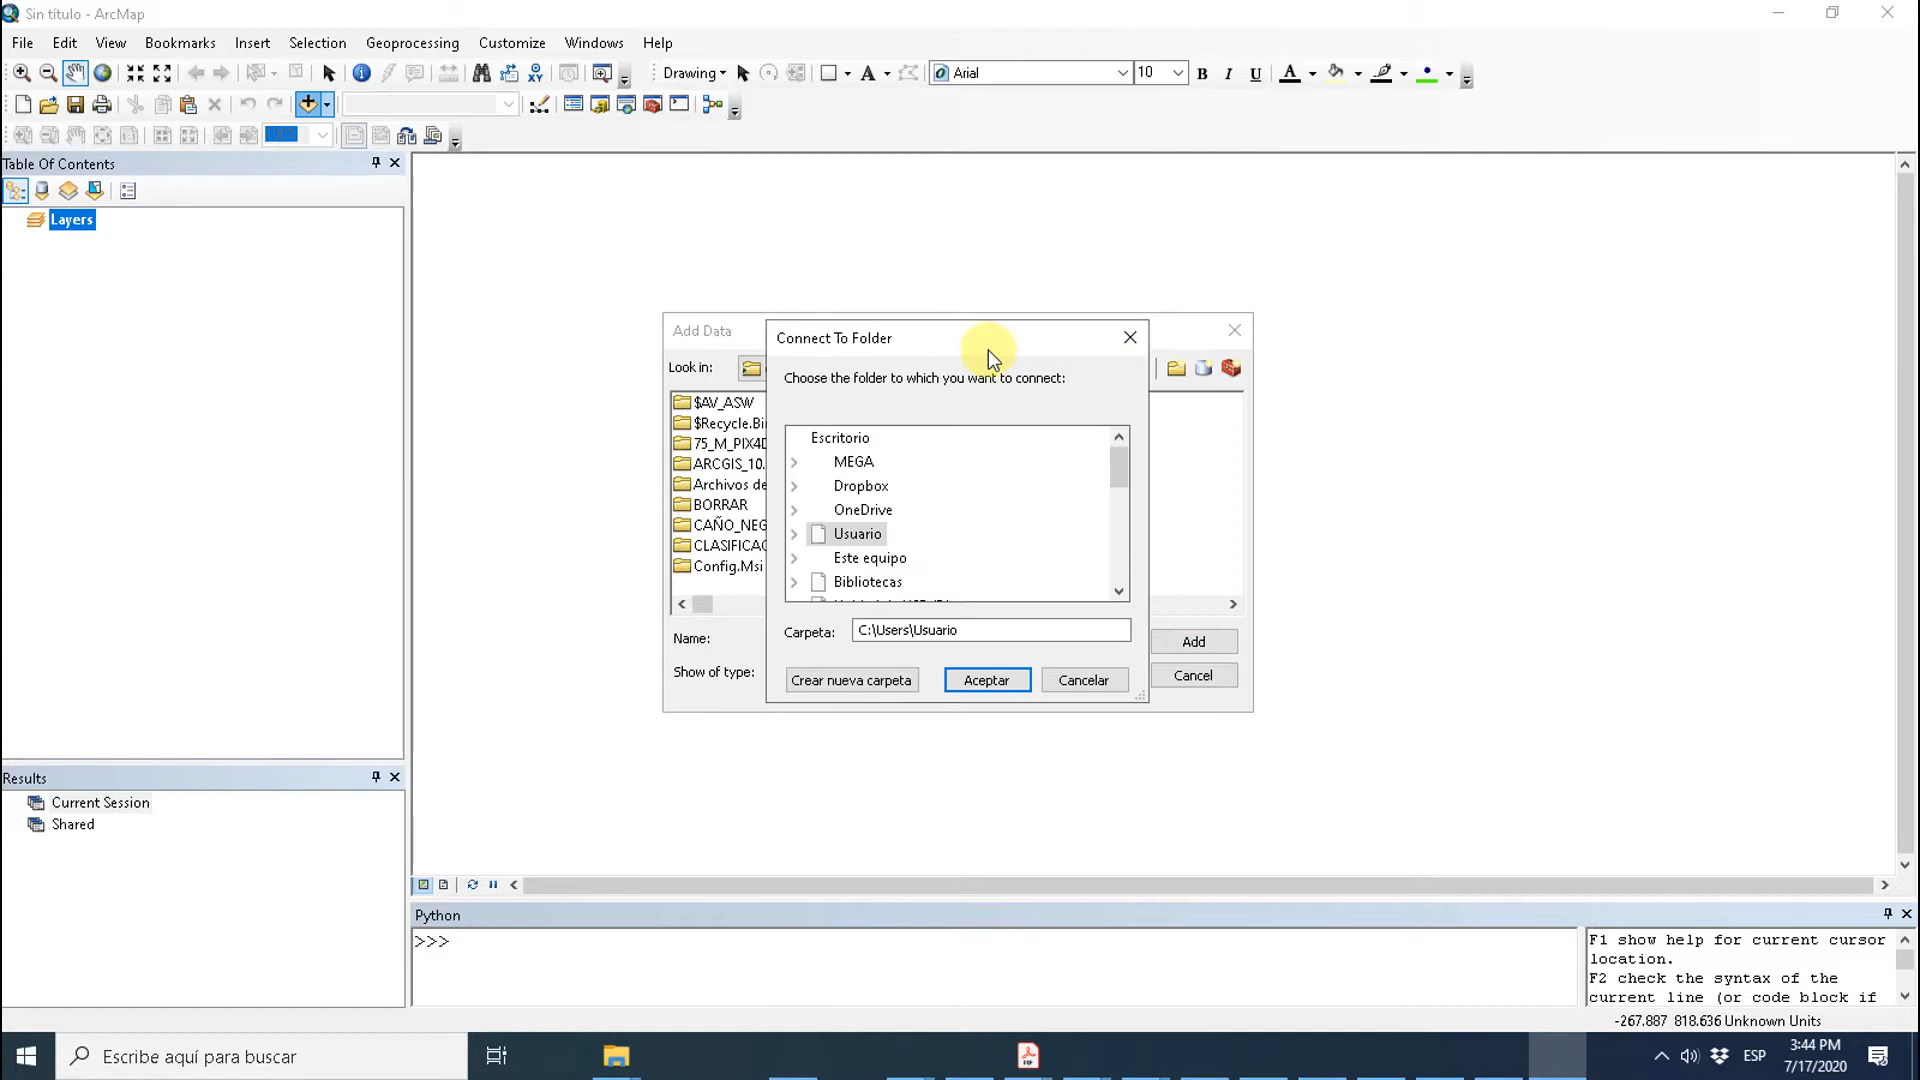 Sin título - ArcMap
File Edit View Bookmarks Insert Selection Geoprocessing Customize Windows Help
Drawing A Arial 10 B I U A
Table Of Contents
Layers
Add Data
Look in:
$AV_ASW
$Recycle.Bi
75_M_PIX4D
ARCGIS_10.
Archivos de
BORRAR
CAÑO_NEG
CLASIFICAC
Config.Msi
Name:
Show of type:
Add
Cancel
Connect To Folder
Choose the folder to which you want to connect:
Escritorio
MEGA
Dropbox
OneDrive
Usuario
Este equipo
Bibliotecas
Carpeta: C:\Users\Usuario
Crear nueva carpeta Aceptar Cancelar
Results
Current Session
Shared
Python
>>>
F1 show help for current cursor
location.
F2 check the syntax of the
current line (or code block if
-267.887 818.636 Unknown Units
Escribe aquí para buscar
ESP
3:44 PM
7/17/2020